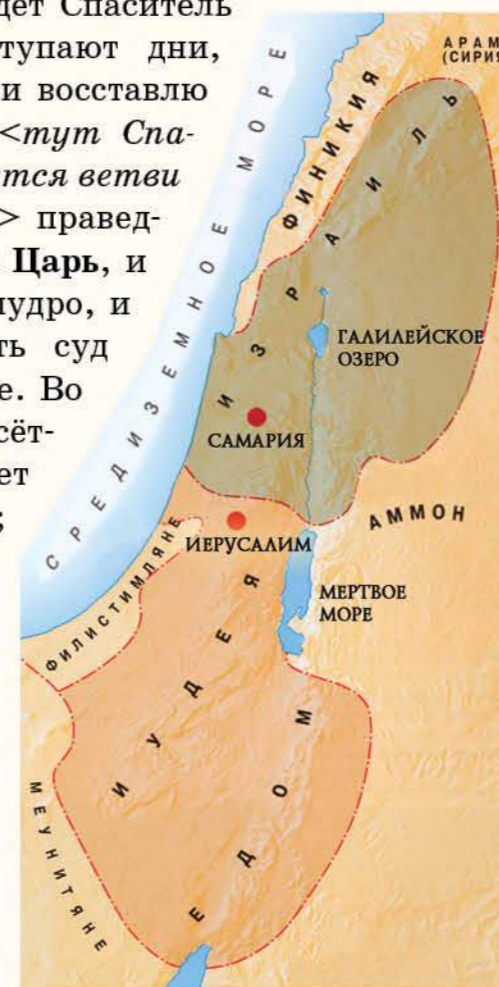 дет Спаситель
тупают дни,
и восставлю
<тут Спа-
тся ветви
> правед-
Царь, и
мудро, и
ть суд
е. Во
сёт-
ет
;
СРЕДИЗЕМНОЕ МОРЕ
АРАМ
(СИРИЯ
ФИНИКИЯ
ИЗРАИЛЬ
ГАЛИЛЕЙСКОЕ
ОЗЕРО
САМАРИЯ
АММОН
ИЕРУСАЛИМ
ФИЛИСТИМЛЯНЕ
МЕРТВОЕ
МОРЕ
ИУДЕЯ
ЕДОМ
МЕУНИТЯНЕ